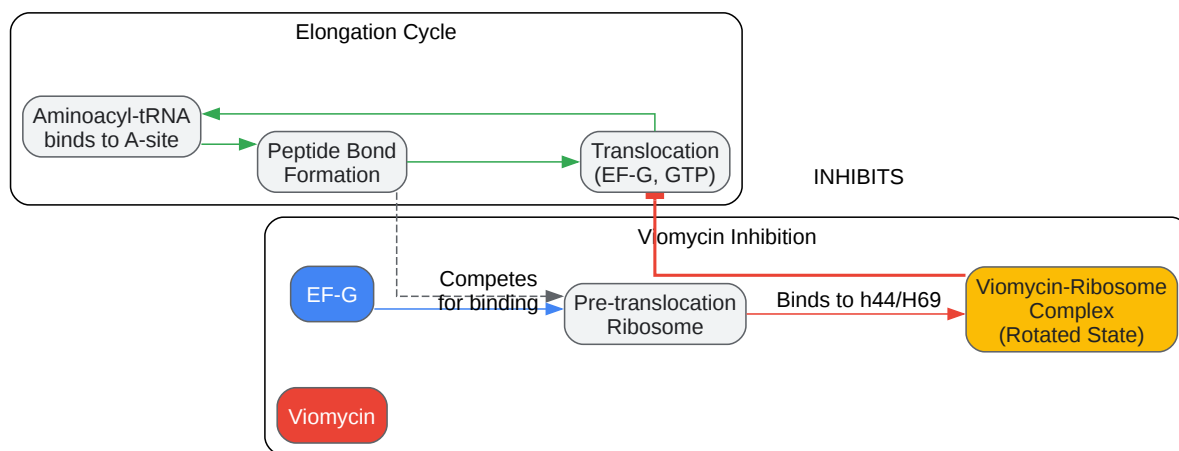 Elongation Cycle
Aminoacyl-tRNA
binds to A-site
Peptide Bond
Formation
Translocation
(EF-G, GTP)
INHIBITS
Viomycin Inhibition
EF-G
Competes
for binding
Pre-translocation
Ribosome
Binds to h44/H69
Viomycin-Ribosome
Complex
(Rotated State)
Viomycin